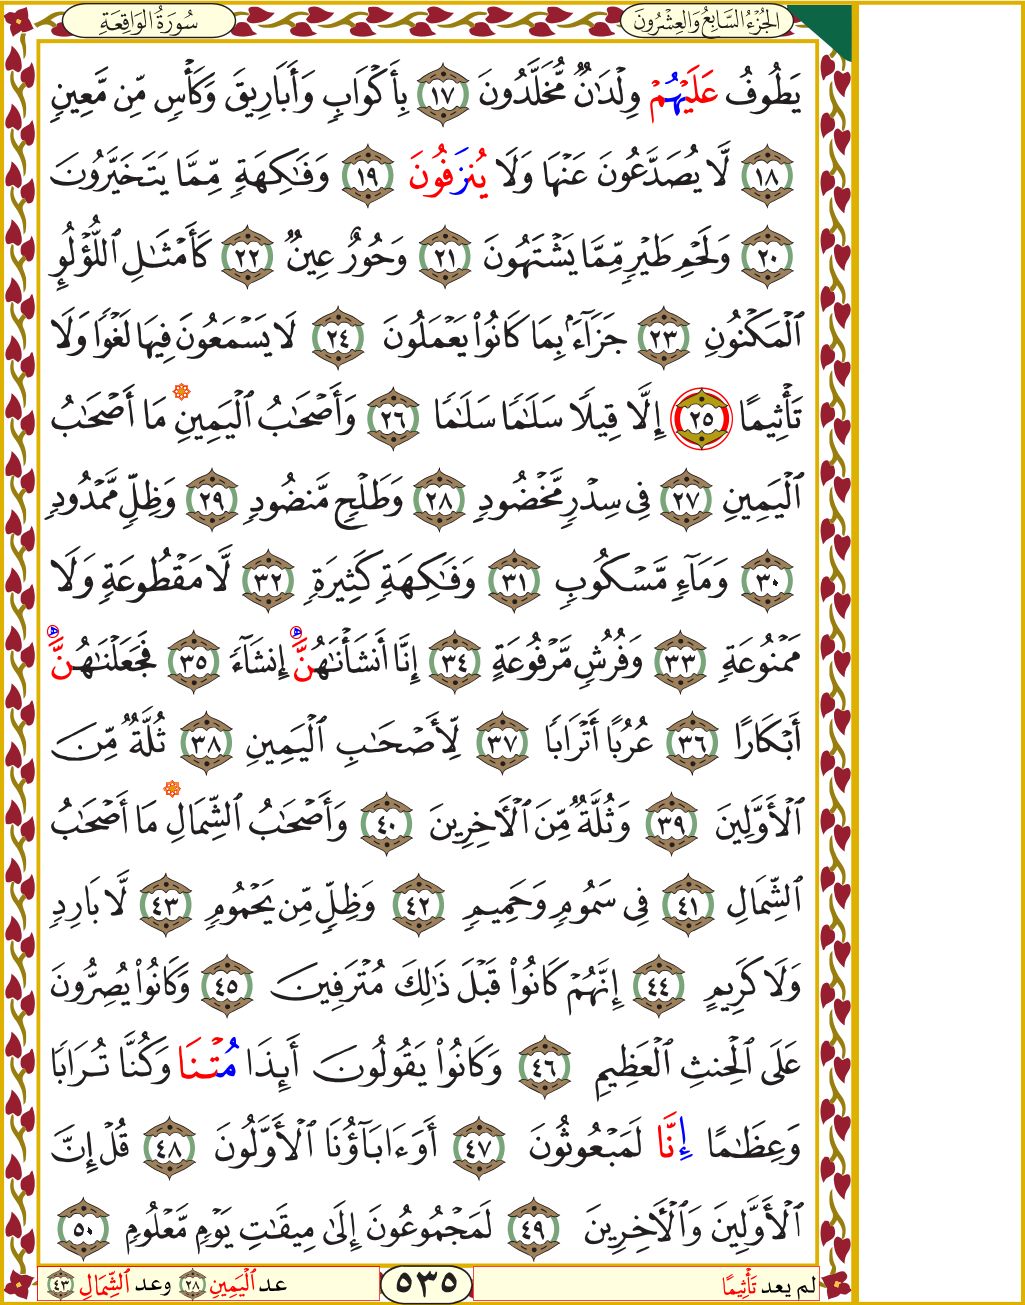 الجُزْءُ السَّابِعُ وَالعِشْرُونَ سُورَةُ الوَاقِعَةِ
يَطُوفُ عَلَيْهُمْ وِلْدَٰنٌ مُّخَلَّدُونَ ١٧ بِأَكْوَابٍ وَأَبَارِيقَ وَكَأْسٍ مِّن مَّعِينٍ
١٨ لَّا يُصَدَّعُونَ عَنْهَا وَلَا يُنزَفُونَ ١٩ وَفَٰكِهَةٍ مِّمَّا يَتَخَيَّرُونَ
٢٠ وَلَحْمِ طَيْرٍ مِّمَّا يَشْتَهُونَ ٢١ وَحُورٌ عِينٌ ٢٢ كَأَمْثَٰلِ ٱللُّؤْلُوِٕ
ٱلْمَكْنُونِ ٢٣ جَزَآءَۢ بِمَا كَانُوا۟ يَعْمَلُونَ ٢٤ لَا يَسْمَعُونَ فِيهَا لَغْوًا وَلَا
تَأْثِيمًا ٢٥ إِلَّا قِيلًا سَلَٰمًا سَلَٰمًا ٢٦ وَأَصْحَٰبُ ٱلْيَمِينِ مَا أَصْحَٰبُ
ٱلْيَمِينِ ٢٧ فِى سِدْرٍ مَّخْضُودٍ ٢٨ وَطَلْحٍ مَّنضُودٍ ٢٩ وَظِلٍّ مَّمْدُودٍ
٣٠ وَمَآءٍ مَّسْكُوبٍ ٣١ وَفَٰكِهَةٍ كَثِيرَةٍ ٣٢ لَّا مَقْطُوعَةٍ وَلَا
مَمْنُوعَةٍ ٣٣ وَفُرُشٍ مَّرْفُوعَةٍ ٣٤ إِنَّا أَنشَأْنَٰهُنَّ إِنشَآءً ٣٥ فَجَعَلْنَٰهُنَّ
أَبْكَارًا ٣٦ عُرُبًا أَتْرَابًا ٣٧ لِّأَصْحَٰبِ ٱلْيَمِينِ ٣٨ ثُلَّةٌ مِّنَ
ٱلْأَوَّلِينَ ٣٩ وَثُلَّةٌ مِّنَ ٱلْأَخِرِينَ ٤٠ وَأَصْحَٰبُ ٱلشِّمَالِ مَا أَصْحَٰبُ
ٱلشِّمَالِ ٤١ فِى سَمُومٍ وَحَمِيمٍ ٤٢ وَظِلٍّ مِّن يَحْمُومٍ ٤٣ لَّا بَارِدٍ
وَلَا كَرِيمٍ ٤٤ إِنَّهُمْ كَانُوا۟ قَبْلَ ذَٰلِكَ مُتْرَفِينَ ٤٥ وَكَانُوا۟ يُصِرُّونَ
عَلَى ٱلْحِنثِ ٱلْعَظِيمِ ٤٦ وَكَانُوا۟ يَقُولُونَ أَئِذَا مُتْنَا وَكُنَّا تُرَابًا
وَعِظَٰمًا إِنَّا لَمَبْعُوثُونَ ٤٧ أَوَءَابَآؤُنَا ٱلْأَوَّلُونَ ٤٨ قُلْ إِنَّ
ٱلْأَوَّلِينَ وَٱلْأَخِرِينَ ٤٩ لَمَجْمُوعُونَ إِلَىٰ مِيقَٰتِ يَوْمٍ مَّعْلُومٍ ٥٠
لم يعد تَأْثِيمًا ٥٣٥ عد ٱلْيَمِينِ ٢٨ وعد ٱلشِّمَالِ ٤٣